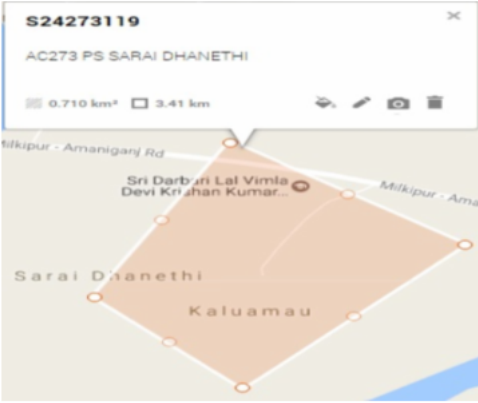 S24273119
AC273 PS SARAI DHANETHI
0.710 km² 3.41 km
Milkipur - Amaniganj Rd
Sri Darbari Lal Vimla
Devi Krishan Kumar...
Milkipur - Ama
Sarai Dhanethi
Kaluamau